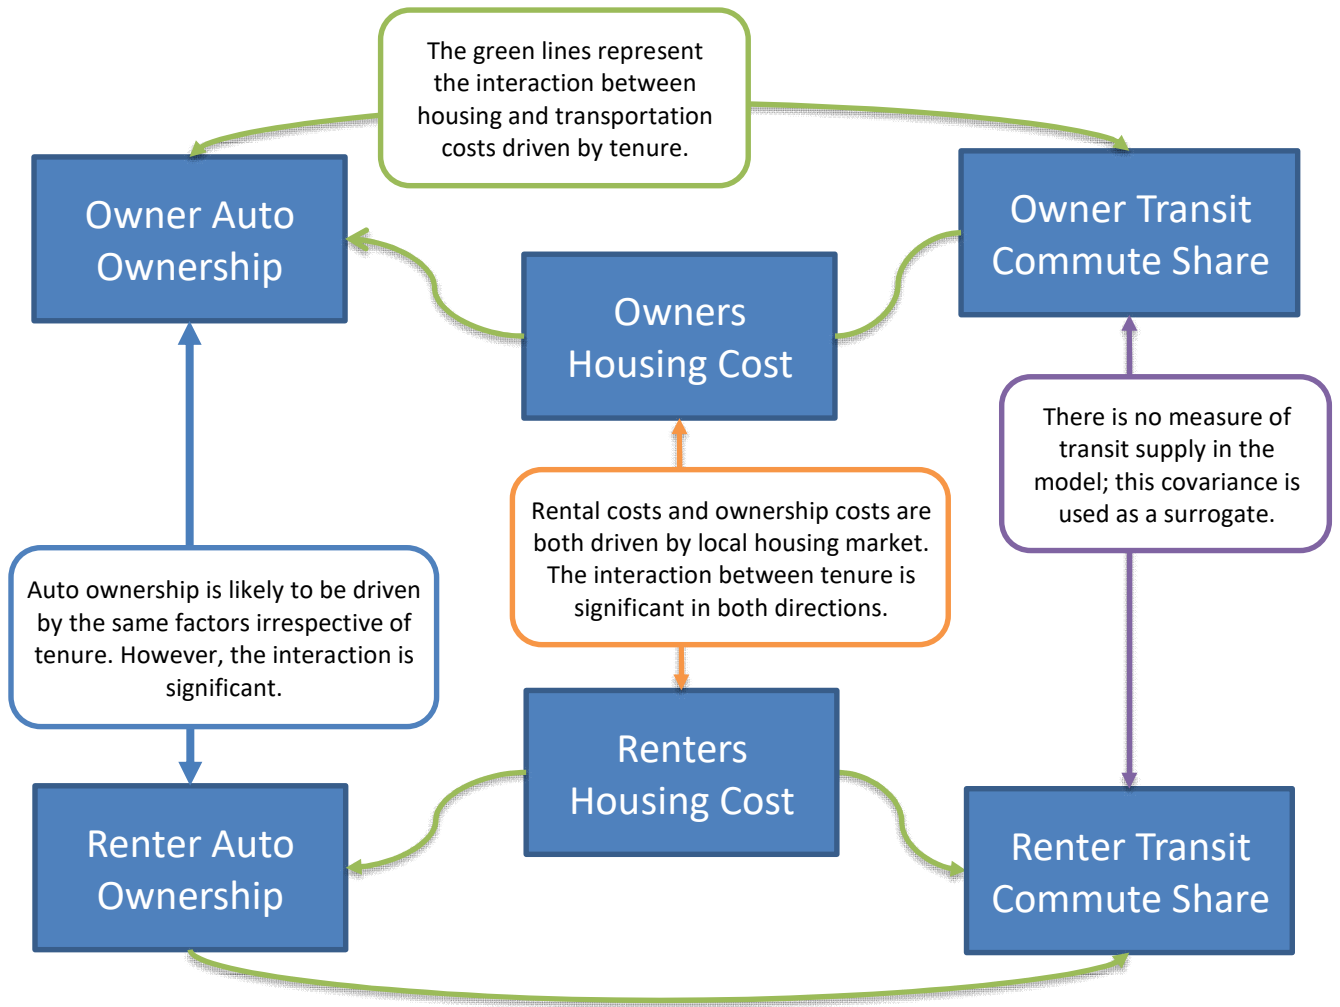 The green lines represent
the interaction between
housing and transportation
costs driven by tenure.
Owner Auto
Ownership
Owner Transit
Commute Share
Owners
Housing Cost
There is no measure of
transit supply in the
model; this covariance is
used as a surrogate.
Rental costs and ownership costs are
both driven by local housing market.
The interaction between tenure is
significant in both directions.
Auto ownership is likely to be driven
by the same factors irrespective of
tenure. However, the interaction is
significant.
Renters
Housing Cost
Renter Auto
Ownership
Renter Transit
Commute Share